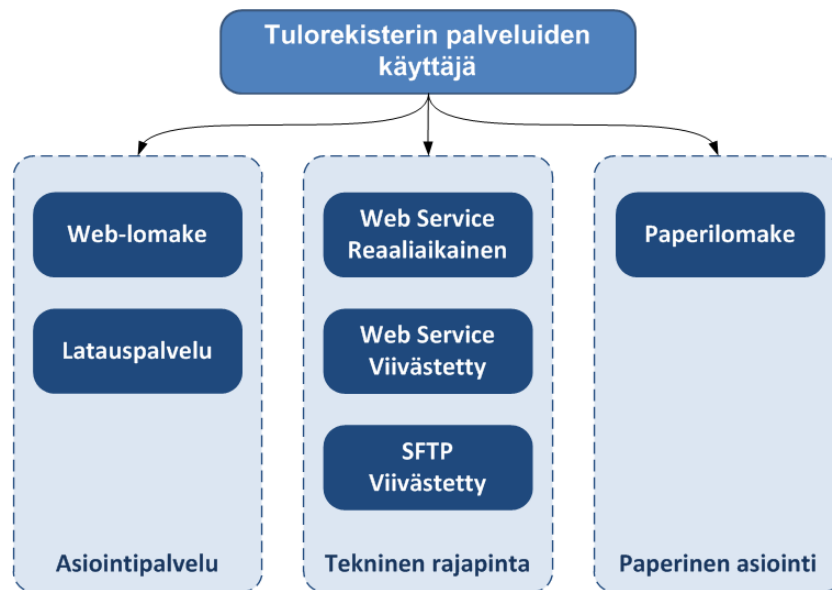 Tulorekisterin palveluiden
käyttäjä
Web-lomake
Latauspalvelu
Asiointipalvelu
Web Service
Reaaliaikainen
Web Service
Viivästetty
SFTP
Viivästetty
Tekninen rajapinta
Paperilomake
Paperinen asiointi